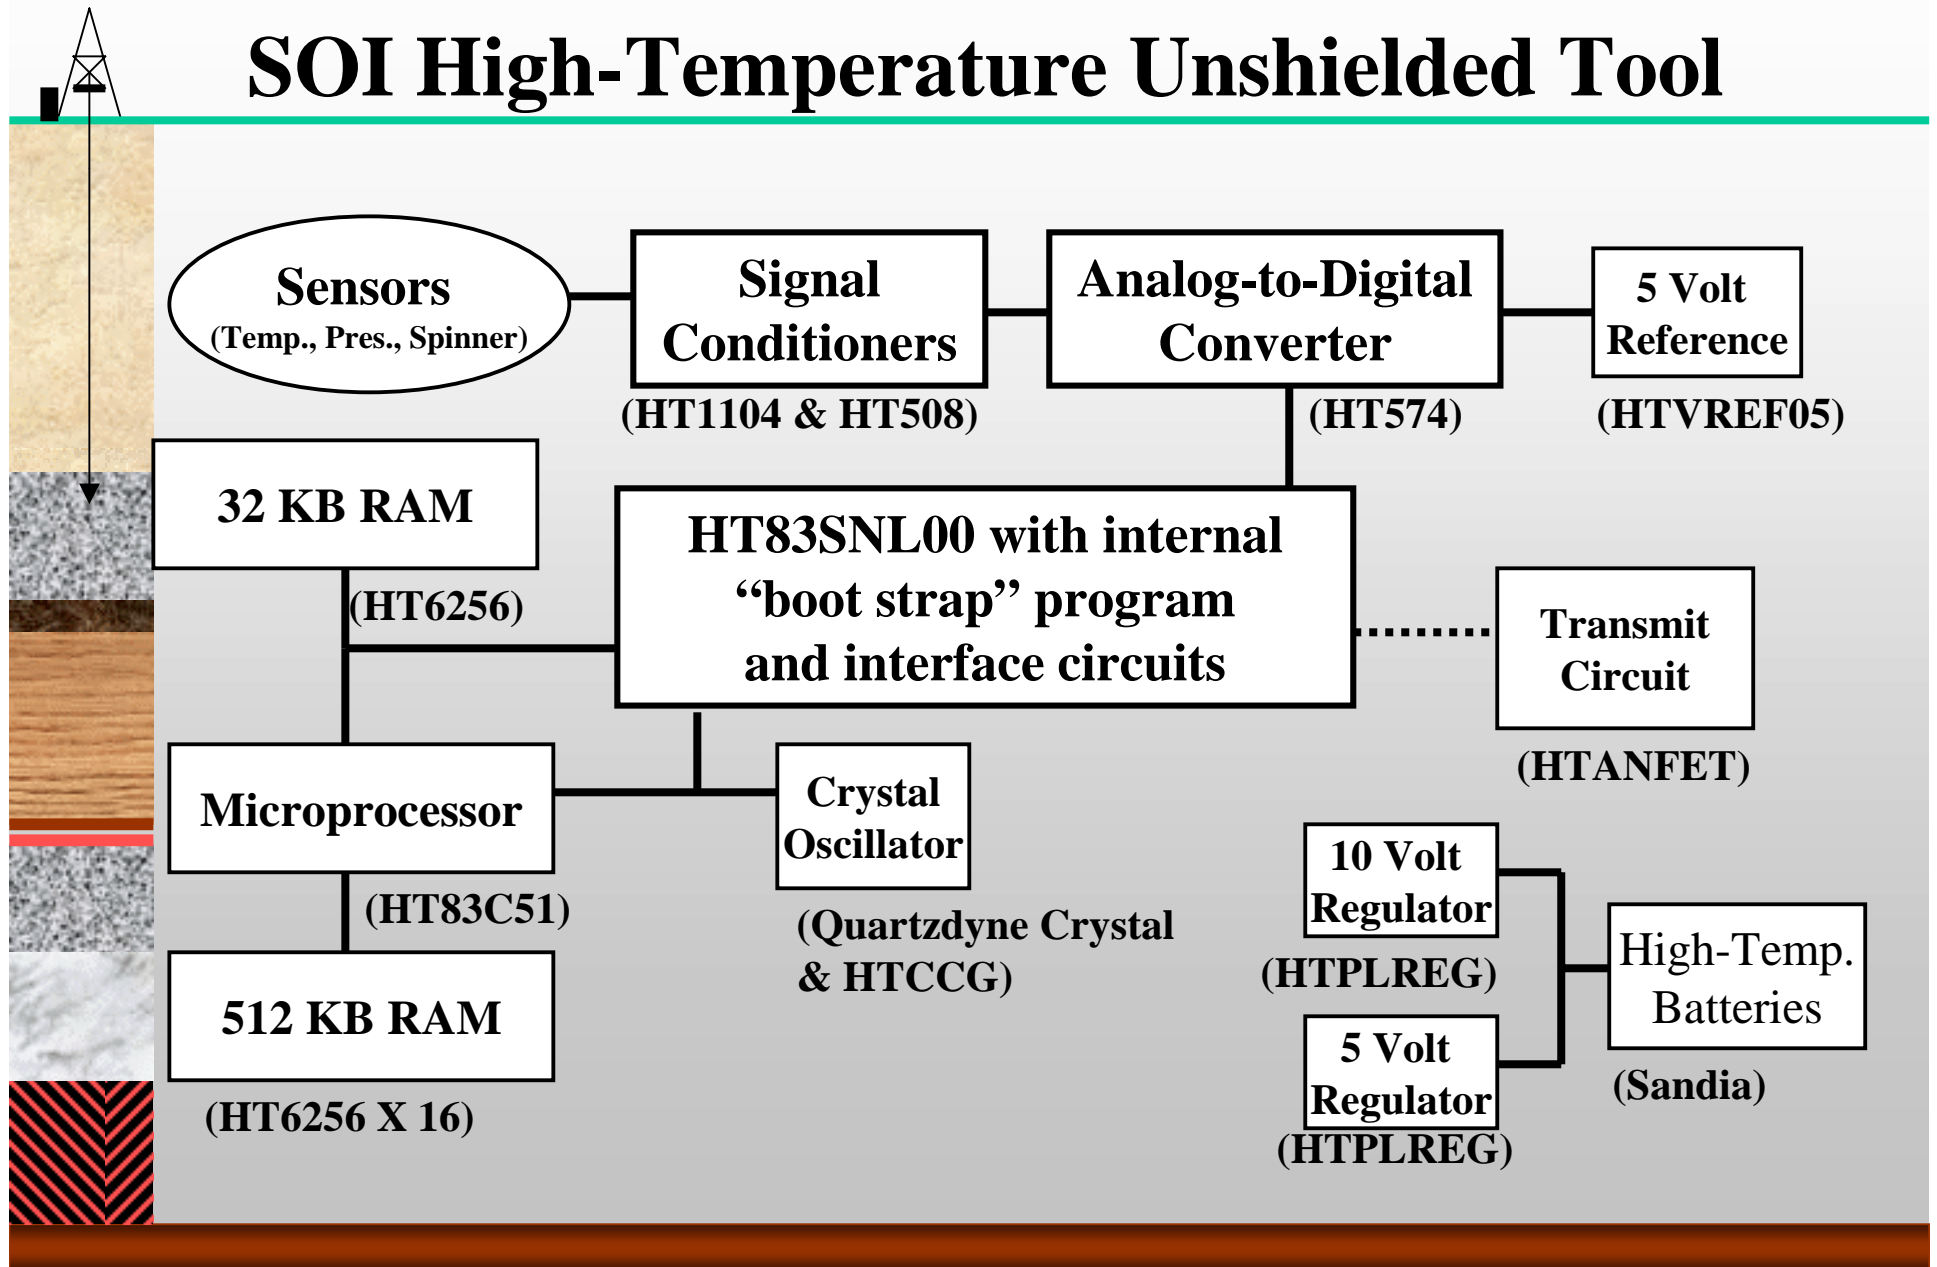 SOI High-Temperature Unshielded Tool
Sensors
(Temp., Pres., Spinner)
Signal
Conditioners
(HT1104 & HT508)
Analog-to-Digital
Converter
(HT574)
5 Volt
Reference
(HTVREF05)
32 KB RAM
(HT6256)
HT83SNL00 with internal
“boot strap” program
and interface circuits
Transmit
Circuit
(HTANFET)
Microprocessor
(HT83C51)
Crystal
Oscillator
(Quartzdyne Crystal
& HTCCG)
512 KB RAM
(HT6256 X 16)
10 Volt
Regulator
(HTPLREG)
5 Volt
Regulator
(HTPLREG)
High-Temp.
Batteries
(Sandia)